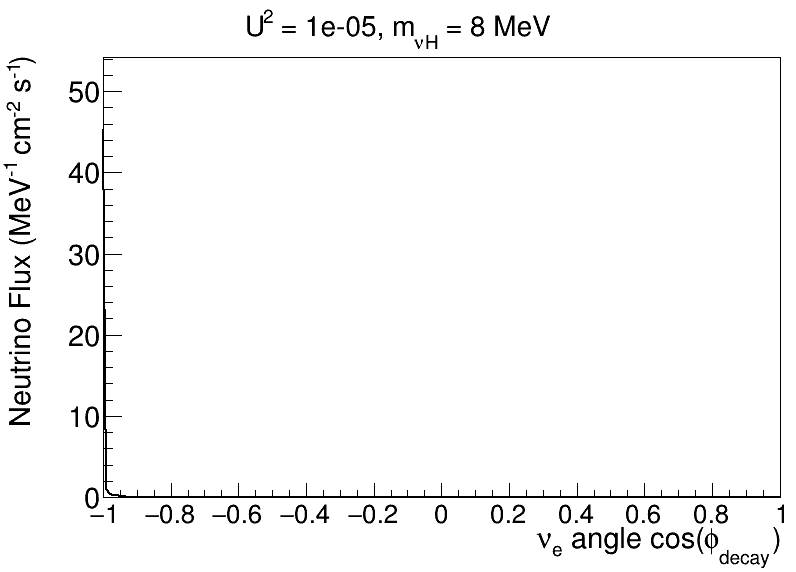 U² = 1e-05, m_νH = 8 MeV
Neutrino Flux (MeV⁻¹ cm⁻² s⁻¹)
50
40
30
20
10
0
−1 −0.8 −0.6 −0.4 −0.2 0 0.2 0.4 0.6 0.8 1
ν_e angle cos(ϕ_decay)